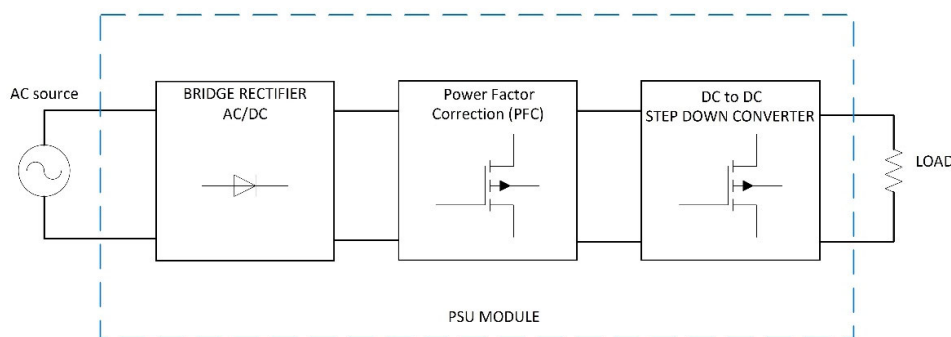 AC source
BRIDGE RECTIFIER
AC/DC
Power Factor
Correction (PFC)
DC to DC
STEP DOWN CONVERTER
LOAD
PSU MODULE